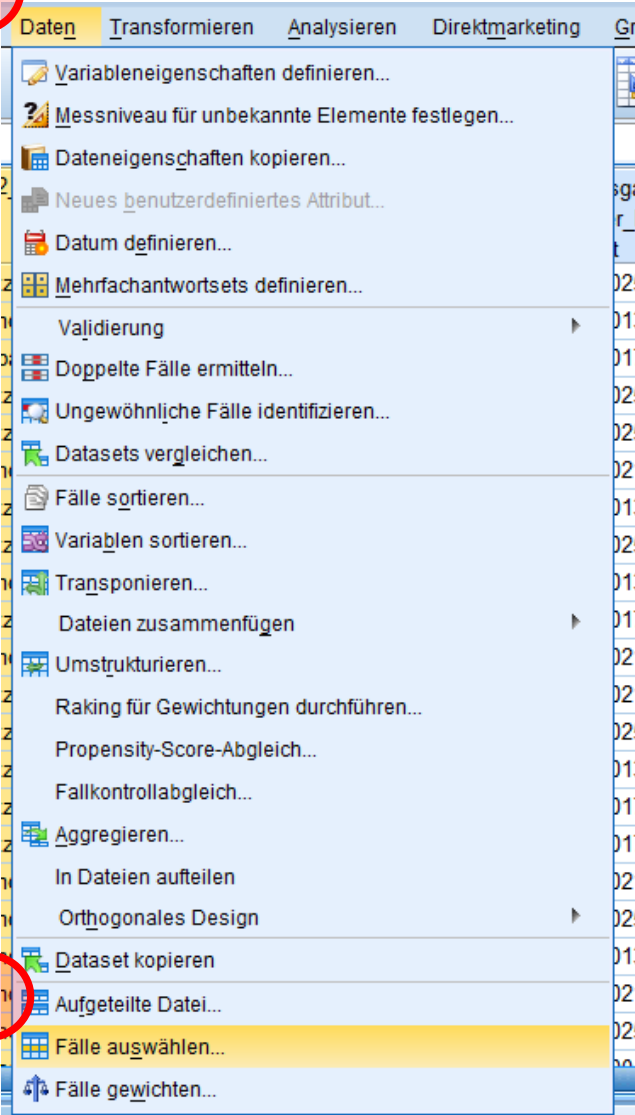 Daten Transformieren Analysieren Direktmarketing
Variableneigenschaften definieren...
Messniveau für unbekannte Elemente festlegen...
Dateneigenschaften kopieren...
Neues benutzerdefiniertes Attribut...
Datum definieren...
Mehrfachantwortsets definieren...
Validierung
Doppelte Fälle ermitteln...
Ungewöhnliche Fälle identifizieren...
Datasets vergleichen...
Fälle sortieren...
Variablen sortieren...
Transponieren...
Dateien zusammenfügen
Umstrukturieren...
Raking für Gewichtungen durchführen...
Propensity-Score-Abgleich...
Fallkontrollabgleich...
Aggregieren...
In Dateien aufteilen
Orthogonales Design
Dataset kopieren
Aufgeteilte Datei...
Fälle auswählen...
Fälle gewichten...